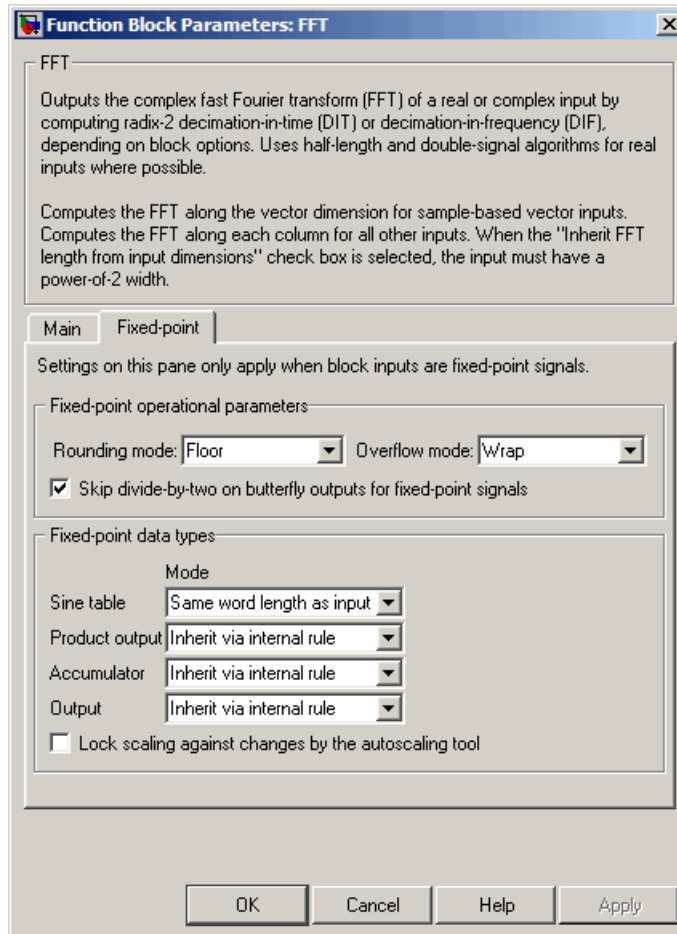 Function Block Parameters: FFT
FFT
Outputs the complex fast Fourier transform (FFT) of a real or complex input by
computing radix-2 decimation-in-time (DIT) or decimation-in-frequency (DIF),
depending on block options. Uses half-length and double-signal algorithms for real
inputs where possible.
Computes the FFT along the vector dimension for sample-based vector inputs.
Computes the FFT along each column for all other inputs. When the "Inherit FFT
length from input dimensions" check box is selected, the input must have a
power-of-2 width.
Main Fixed-point
Settings on this pane only apply when block inputs are fixed-point signals.
Fixed-point operational parameters
Rounding mode: Floor Overflow mode: Wrap
Skip divide-by-two on butterfly outputs for fixed-point signals
Fixed-point data types
Mode
Sine table Same word length as input
Product output Inherit via internal rule
Accumulator Inherit via internal rule
Output Inherit via internal rule
Lock scaling against changes by the autoscaling tool
OK Cancel Help Apply